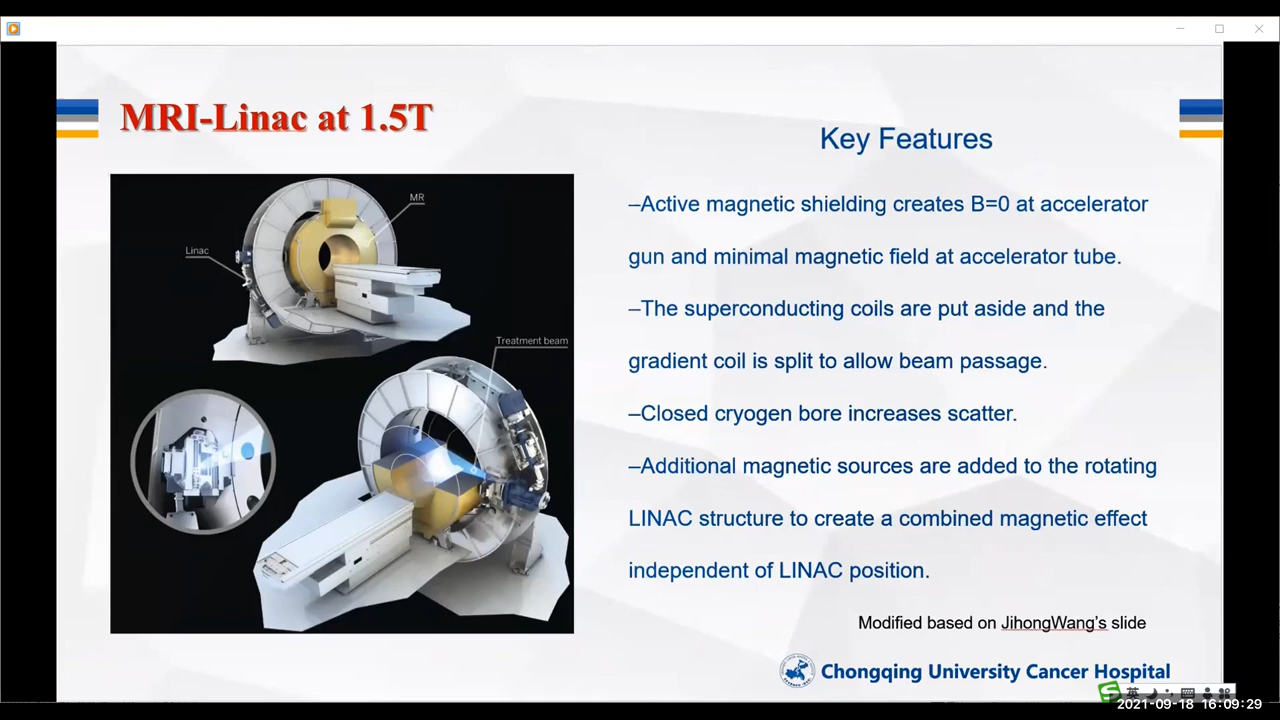 MRI-Linac at 1.5T
MR
Linac
Treatment beam
Key Features
–Active magnetic shielding creates B=0 at accelerator
gun and minimal magnetic field at accelerator tube.
–The superconducting coils are put aside and the
gradient coil is split to allow beam passage.
–Closed cryogen bore increases scatter.
–Additional magnetic sources are added to the rotating
LINAC structure to create a combined magnetic effect
independent of LINAC position.
Modified based on JihongWang's slide
Chongqing University Cancer Hospital
英
2021-09-18 16:09:29